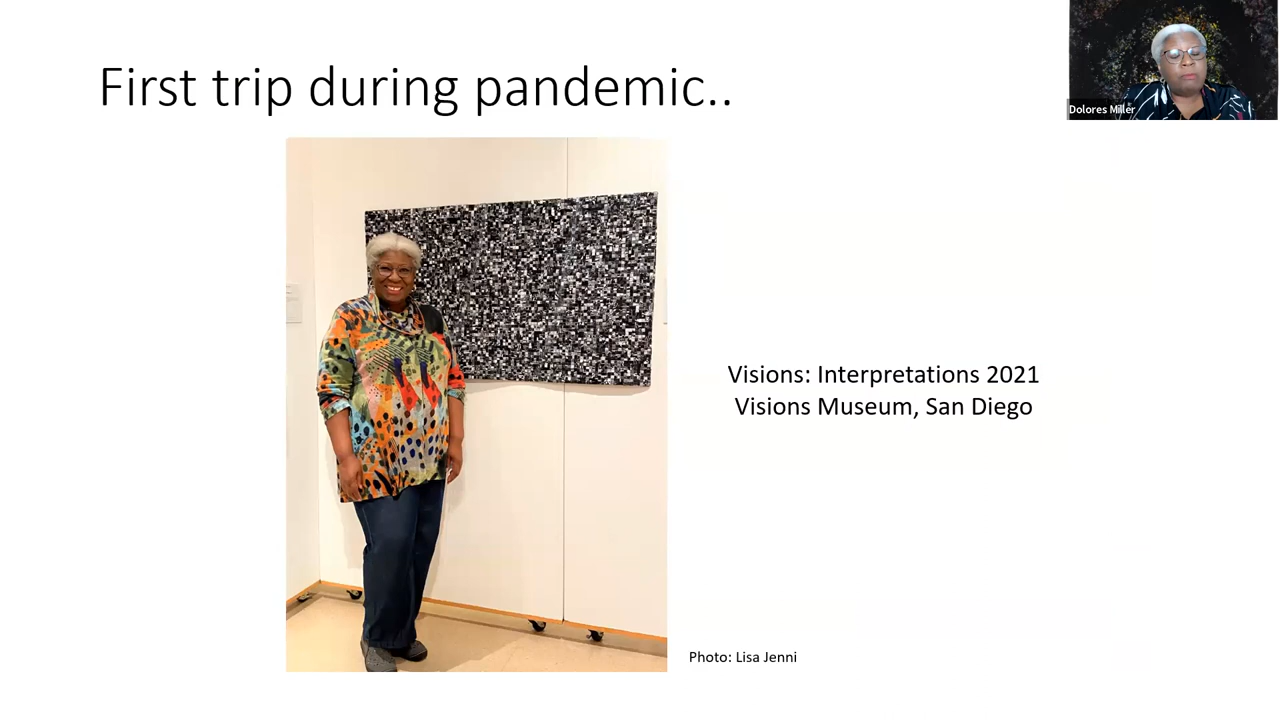 First trip during pandemic..
Dolores Miller
Visions: Interpretations 2021
Visions Museum, San Diego
Photo: Lisa Jenni